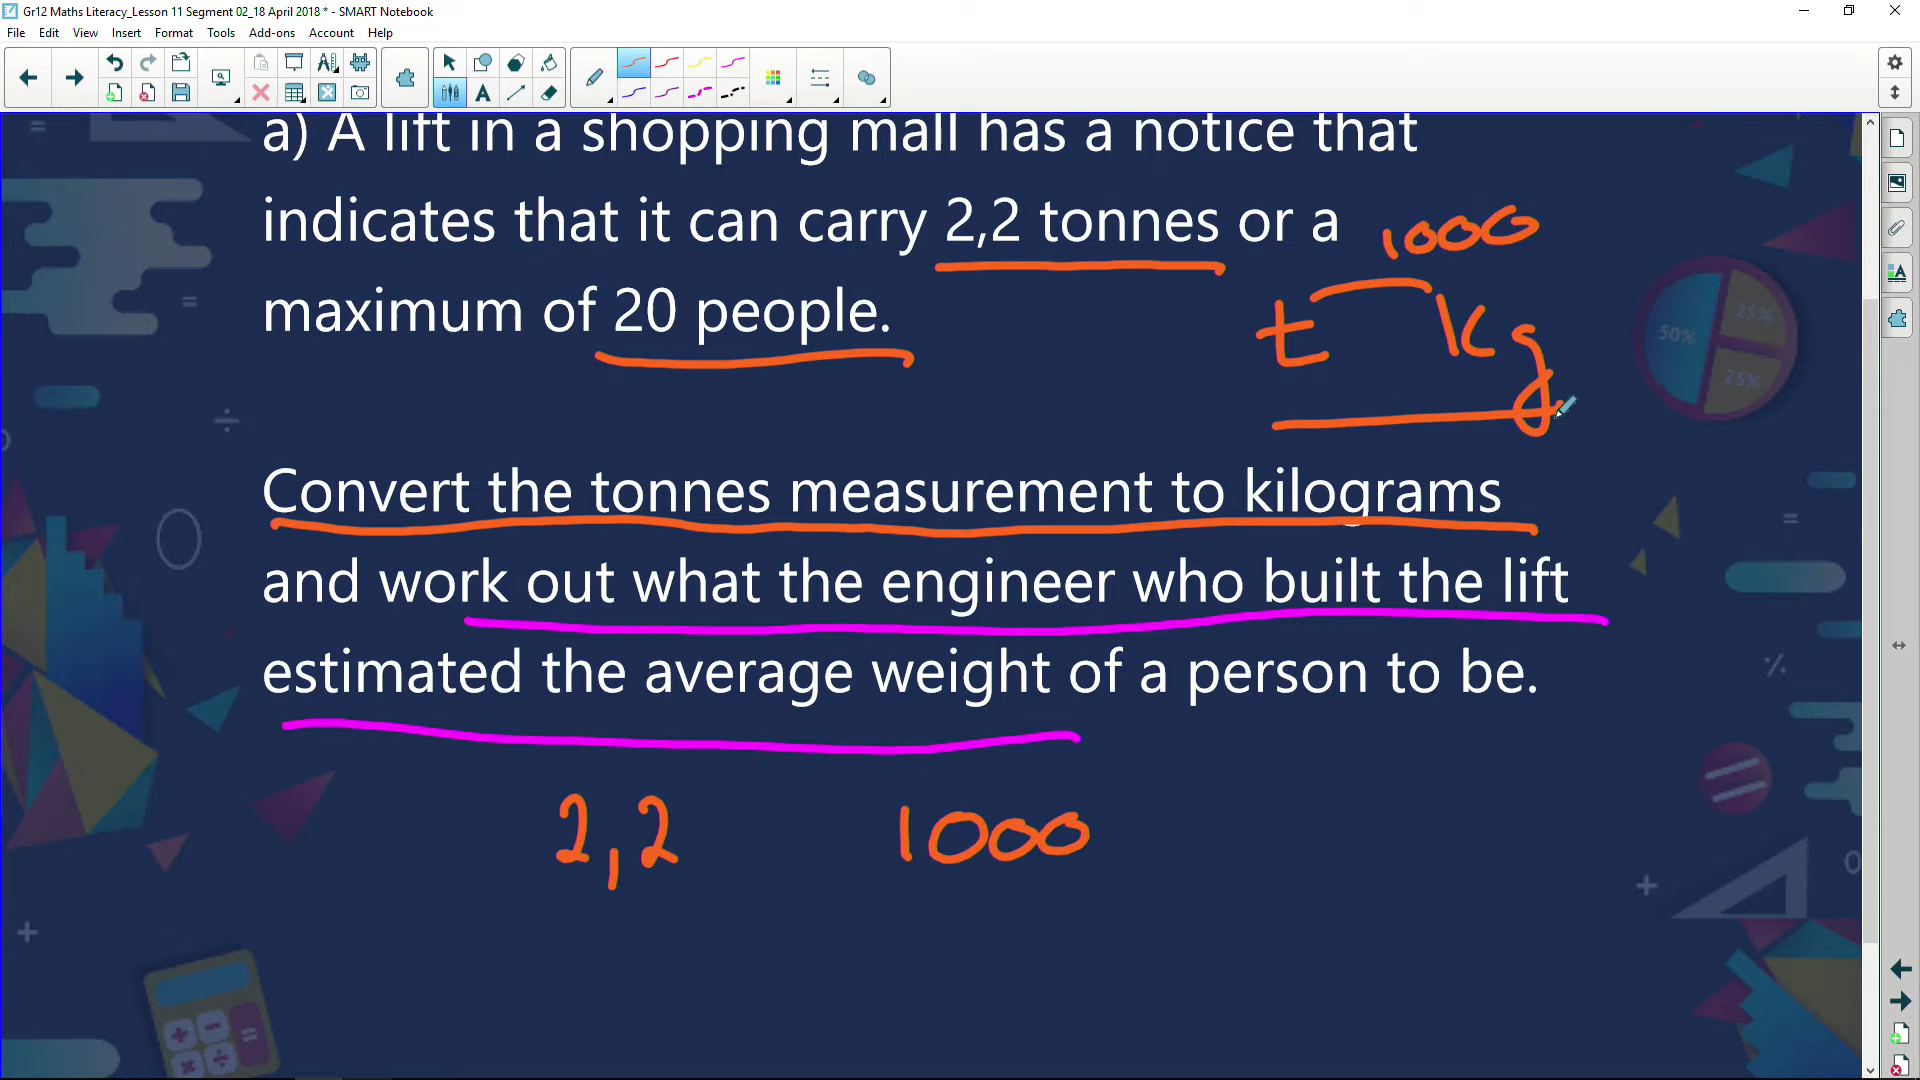 Gr12 Maths Literacy_Lesson 11 Segment 02_18 April 2018 * - SMART Notebook
File Edit View Insert Format Tools Add-ons Account Help
a) A lift in a shopping mall has a notice that
indicates that it can carry 2,2 tonnes or a
1000
maximum of 20 people.
t kg
50% 25%
25%
Convert the tonnes measurement to kilograms
and work out what the engineer who built the lift
estimated the average weight of a person to be.
2,2 1000